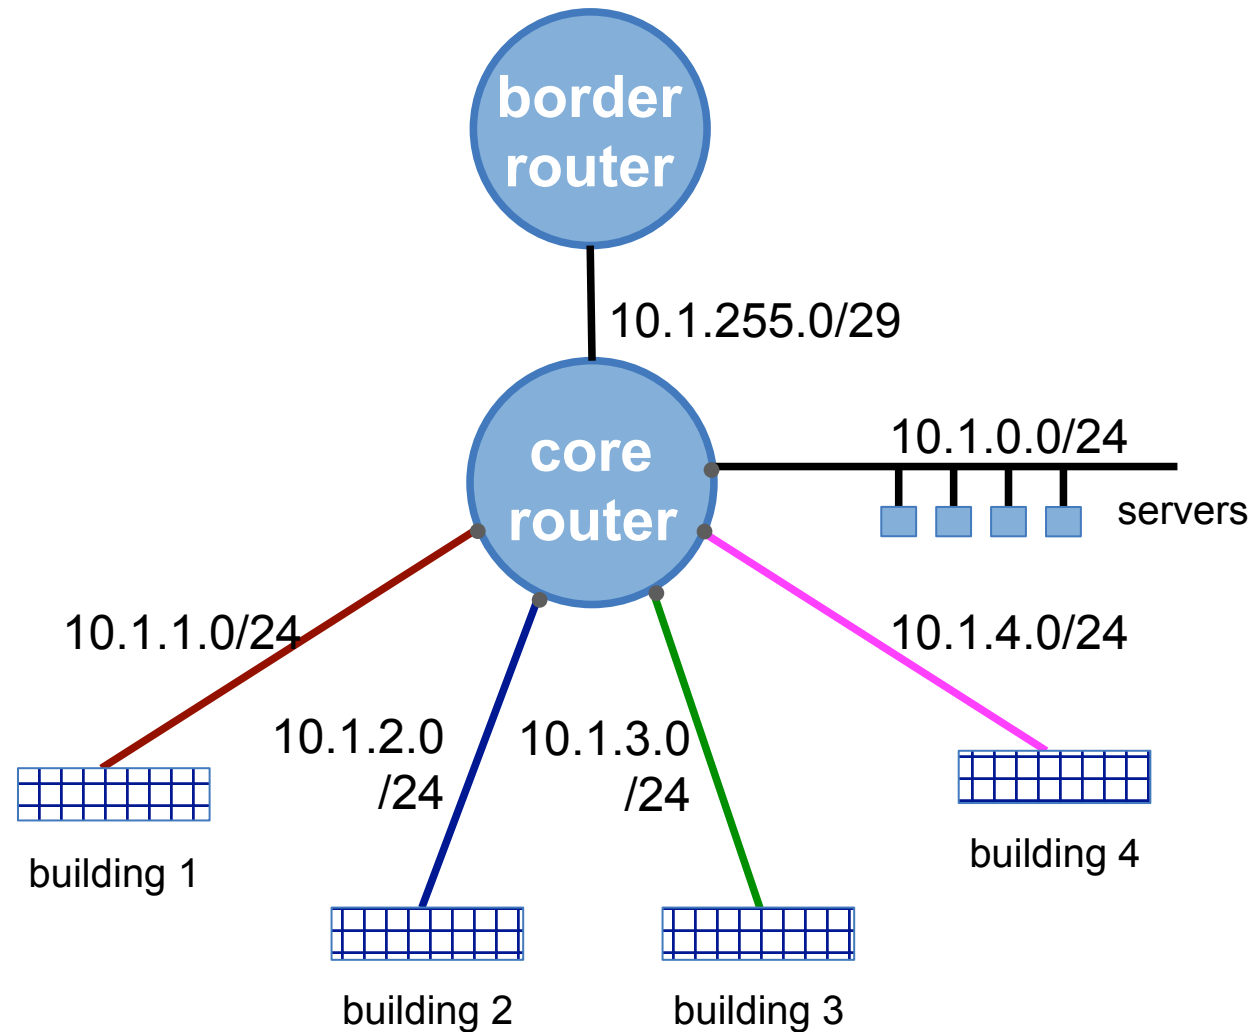 border
router
10.1.255.0/29
core
router
10.1.0.0/24
servers
10.1.1.0/24
10.1.4.0/24
10.1.2.0
/24
10.1.3.0
/24
building 1
building 4
building 2
building 3